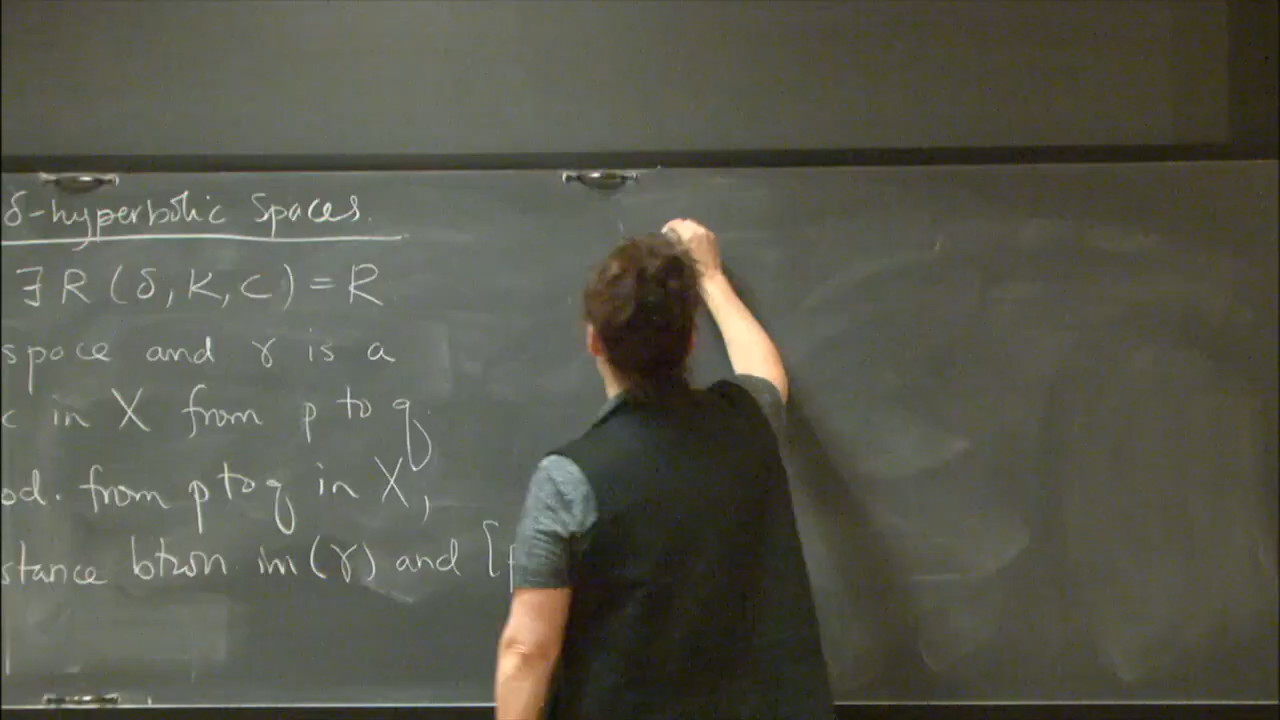 δ-hyperbolic Spaces.
∃ R (δ, K, C) = R
space and γ is a
c in X from p to q
od. from p to q in X,
stance btwn im(γ) and [p